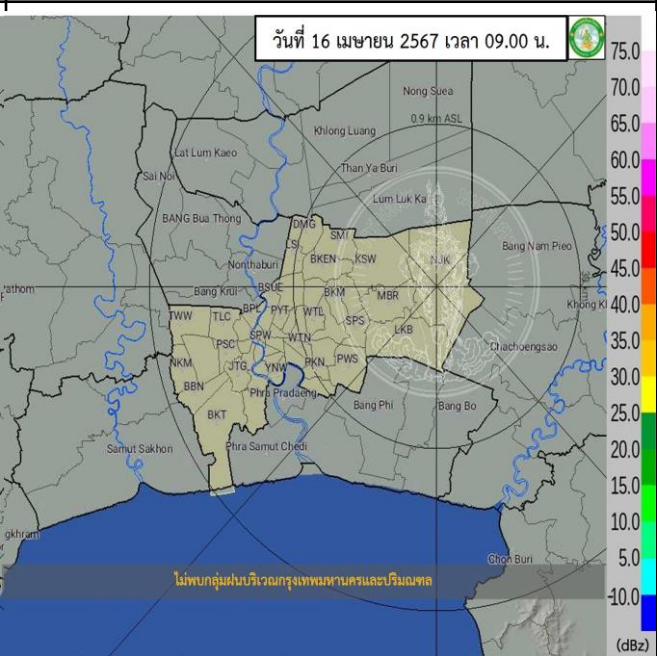 วันที่ 16 เมษายน 2567 เวลา 09.00 น.
75.0
70.0
65.0
60.0
55.0
50.0
45.0
40.0
35.0
30.0
25.0
20.0
15.0
10.0
5.0
-10.0
(dBz)
Nong Suea
0.9 km ASL
Khlong Luang
Lat Lum Kaeo
Than Ya Buri
Sai Noi
Lum Luk Ka
BANG Bua Thong
DMG
SMI
LSI
Bang Nam Pieo
BKEN
KSW
NJK
Nonthaburi
BSUE
Bang Krui
BKM
MBR
TWW
TLC
BPL
PYT
WTL
SPS
LKB
SPW
WTN
PSC
Chachoengsao
NKM
JTG
YNW
PKN
PWS
BBN
Phra Pradaeng
BKT
Bang Phi
Bang Bo
Samut Sakhon
Phra Samut Chedi
gkhram
Chon Buri
ไม่พบกลุ่มฝนบริเวณกรุงเทพมหานครและปริมณฑล